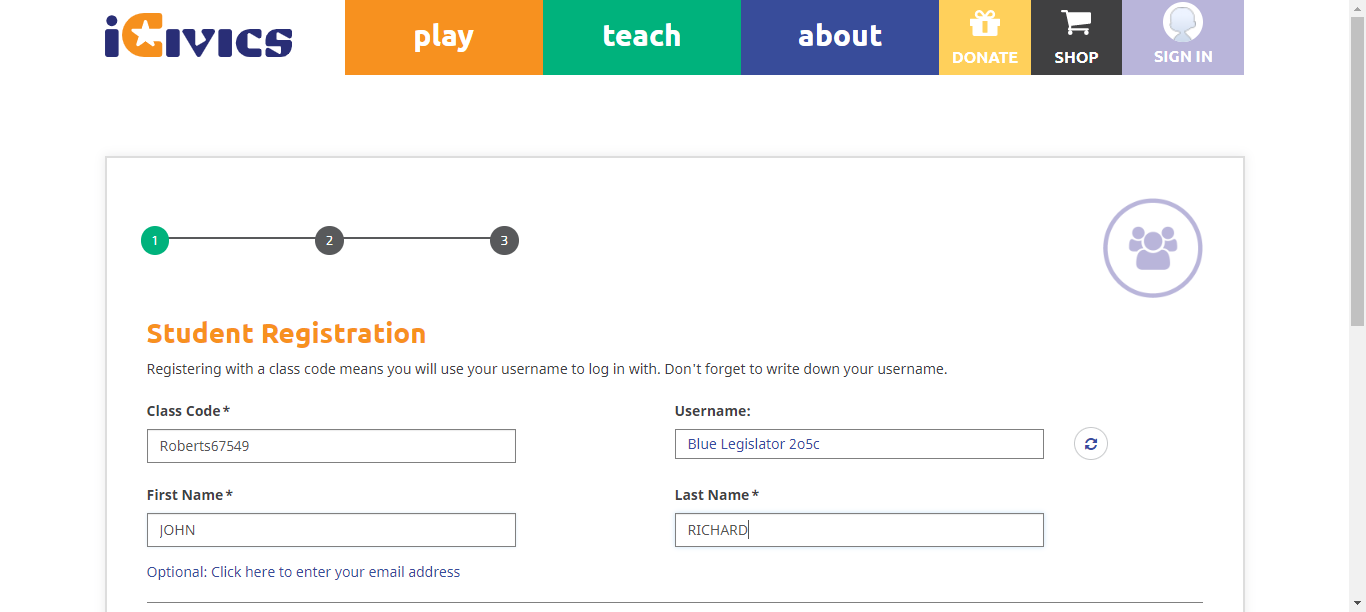 iCivics
play
teach
about
DONATE
SHOP
SIGN IN
1
2
3
Student Registration
Registering with a class code means you will use your username to log in with. Don't forget to write down your username.
Class Code*
Username:
Roberts67549
Blue Legislator 2o5c
First Name*
Last Name*
JOHN
RICHARD
Optional: Click here to enter your email address